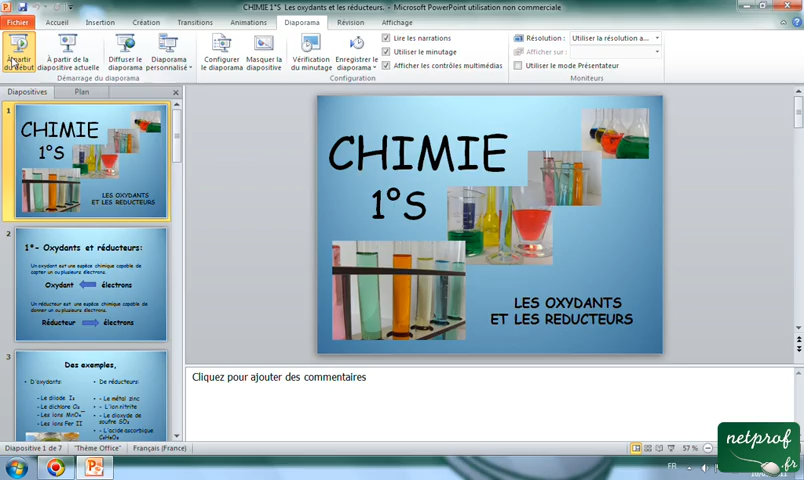 CHIMIE 1°S Les oxydants et les réducteurs. - Microsoft PowerPoint utilisation non commerciale
Fichier Accueil Insertion Création Transitions Animations Diaporama Révision Affichage
À partir du début
À partir de la diapositive actuelle
Diffuser le diaporama
Diaporama personnalisé
Configurer le diaporama
Masquer la diapositive
Vérification du minutage
Enregistrer le diaporama
Lire les narrations
Utiliser le minutage
Afficher les contrôles multimédias
Résolution : Utiliser la résolution a...
Afficher sur :
Utiliser le mode Présentateur
Démarrage du diaporama
Configuration
Moniteurs
Diapositives Plan
1
CHIMIE
1°S
LES OXYDANTS
ET LES REDUCTEURS
2
1°- Oxydants et réducteurs:
Un oxydant est une espèce chimique capable de
capter un ou plusieurs électrons.
Oxydant électrons
Un réducteur est une espèce chimique capable de
donner un ou plusieurs électrons.
Réducteur électrons
3
Des exemples,
D'oxydants:
- Le diiode I₂
- Le dichlore Cl₂
- Les ions MnO₄⁻
- Les ions Fer II
De réducteurs:
- Le métal zinc
- L'ion nitrite
- Le dioxyde de
soufre SO₂
- L'acide ascorbique
C₆H₈O₆
CHIMIE
1°S
LES OXYDANTS
ET LES REDUCTEURS
Cliquez pour ajouter des commentaires
Diapositive 1 de 7 "Thème Office" Français (France) 57 %
FR
netprof
.fr